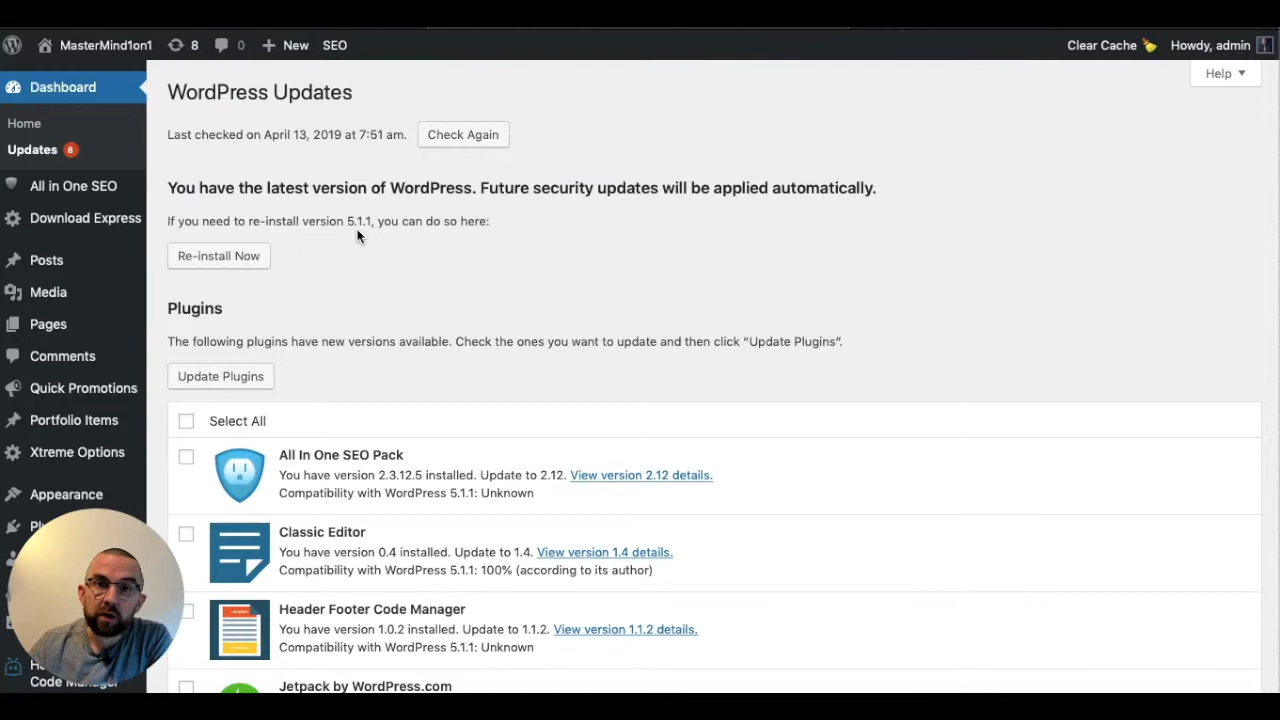 MasterMind1on1 8 0 New SEO Clear Cache Howdy, admin
Help
Dashboard
Home
Updates 8
All in One SEO
Download Express
Posts
Media
Pages
Comments
Quick Promotions
Portfolio Items
Xtreme Options
Appearance
Code Manager
WordPress Updates
Last checked on April 13, 2019 at 7:51 am. Check Again
You have the latest version of WordPress. Future security updates will be applied automatically.
If you need to re-install version 5.1.1, you can do so here:
Re-install Now
Plugins
The following plugins have new versions available. Check the ones you want to update and then click “Update Plugins”.
Update Plugins
Select All
All In One SEO Pack
You have version 2.3.12.5 installed. Update to 2.12. View version 2.12 details.
Compatibility with WordPress 5.1.1: Unknown
Classic Editor
You have version 0.4 installed. Update to 1.4. View version 1.4 details.
Compatibility with WordPress 5.1.1: 100% (according to its author)
Header Footer Code Manager
You have version 1.0.2 installed. Update to 1.1.2. View version 1.1.2 details.
Compatibility with WordPress 5.1.1: Unknown
Jetpack by WordPress.com